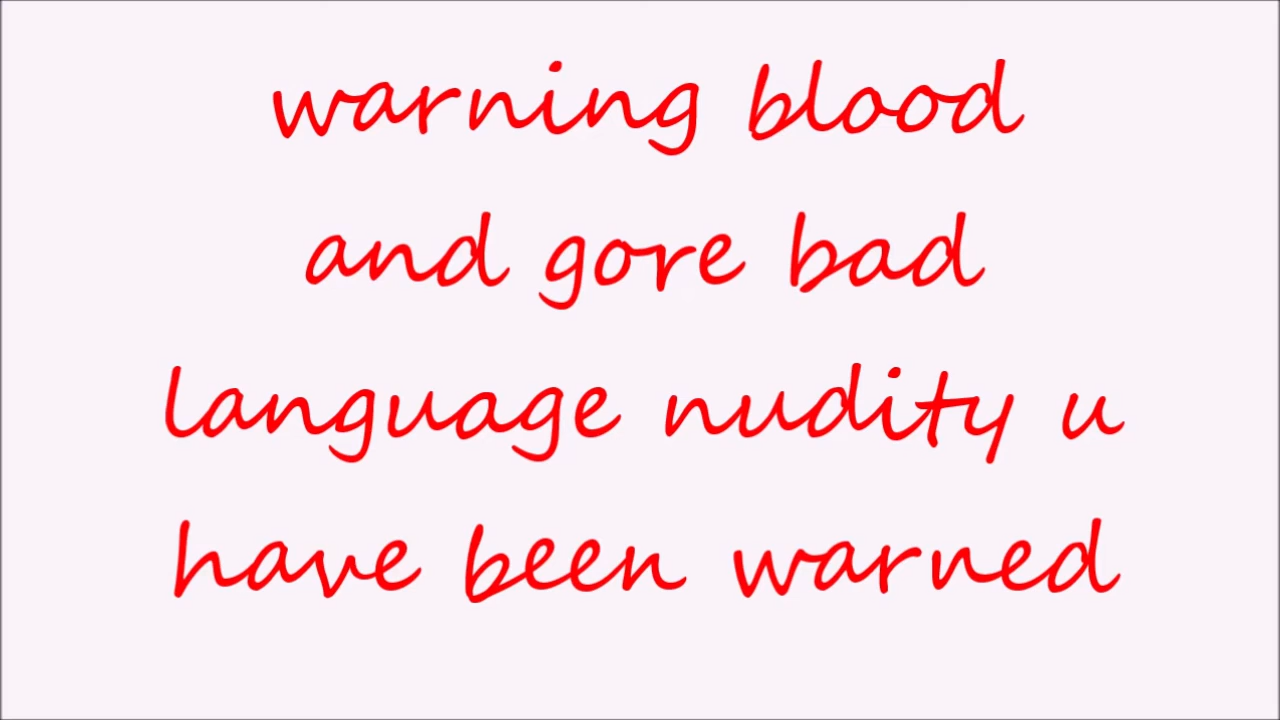 warning blood
and gore bad
language nudity u
have been warned